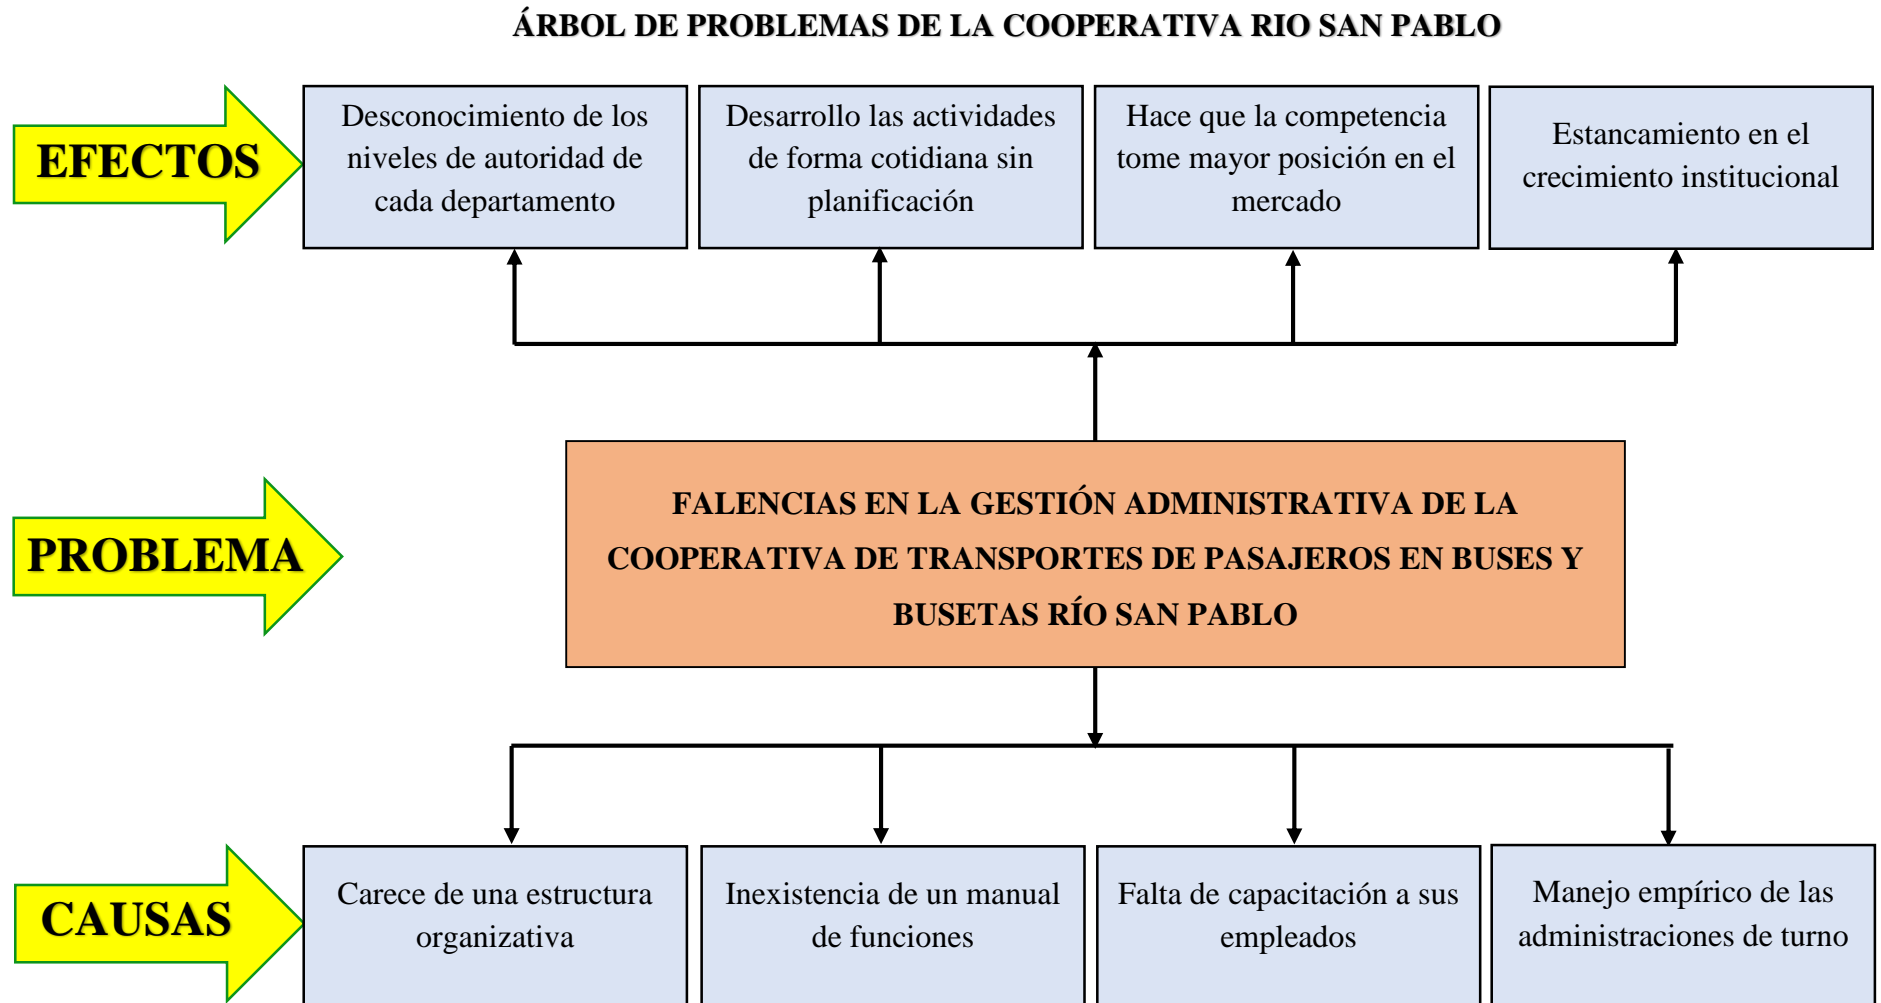 ÁRBOL DE PROBLEMAS DE LA COOPERATIVA RIO SAN PABLO
EFECTOS
Desconocimiento de los
niveles de autoridad de
cada departamento
Desarrollo las actividades
de forma cotidiana sin
planificación
Hace que la competencia
tome mayor posición en el
mercado
Estancamiento en el
crecimiento institucional
PROBLEMA
FALENCIAS EN LA GESTIÓN ADMINISTRATIVA DE LA
COOPERATIVA DE TRANSPORTES DE PASAJEROS EN BUSES Y
BUSETAS RÍO SAN PABLO
CAUSAS
Carece de una estructura
organizativa
Inexistencia de un manual
de funciones
Falta de capacitación a sus
empleados
Manejo empírico de las
administraciones de turno